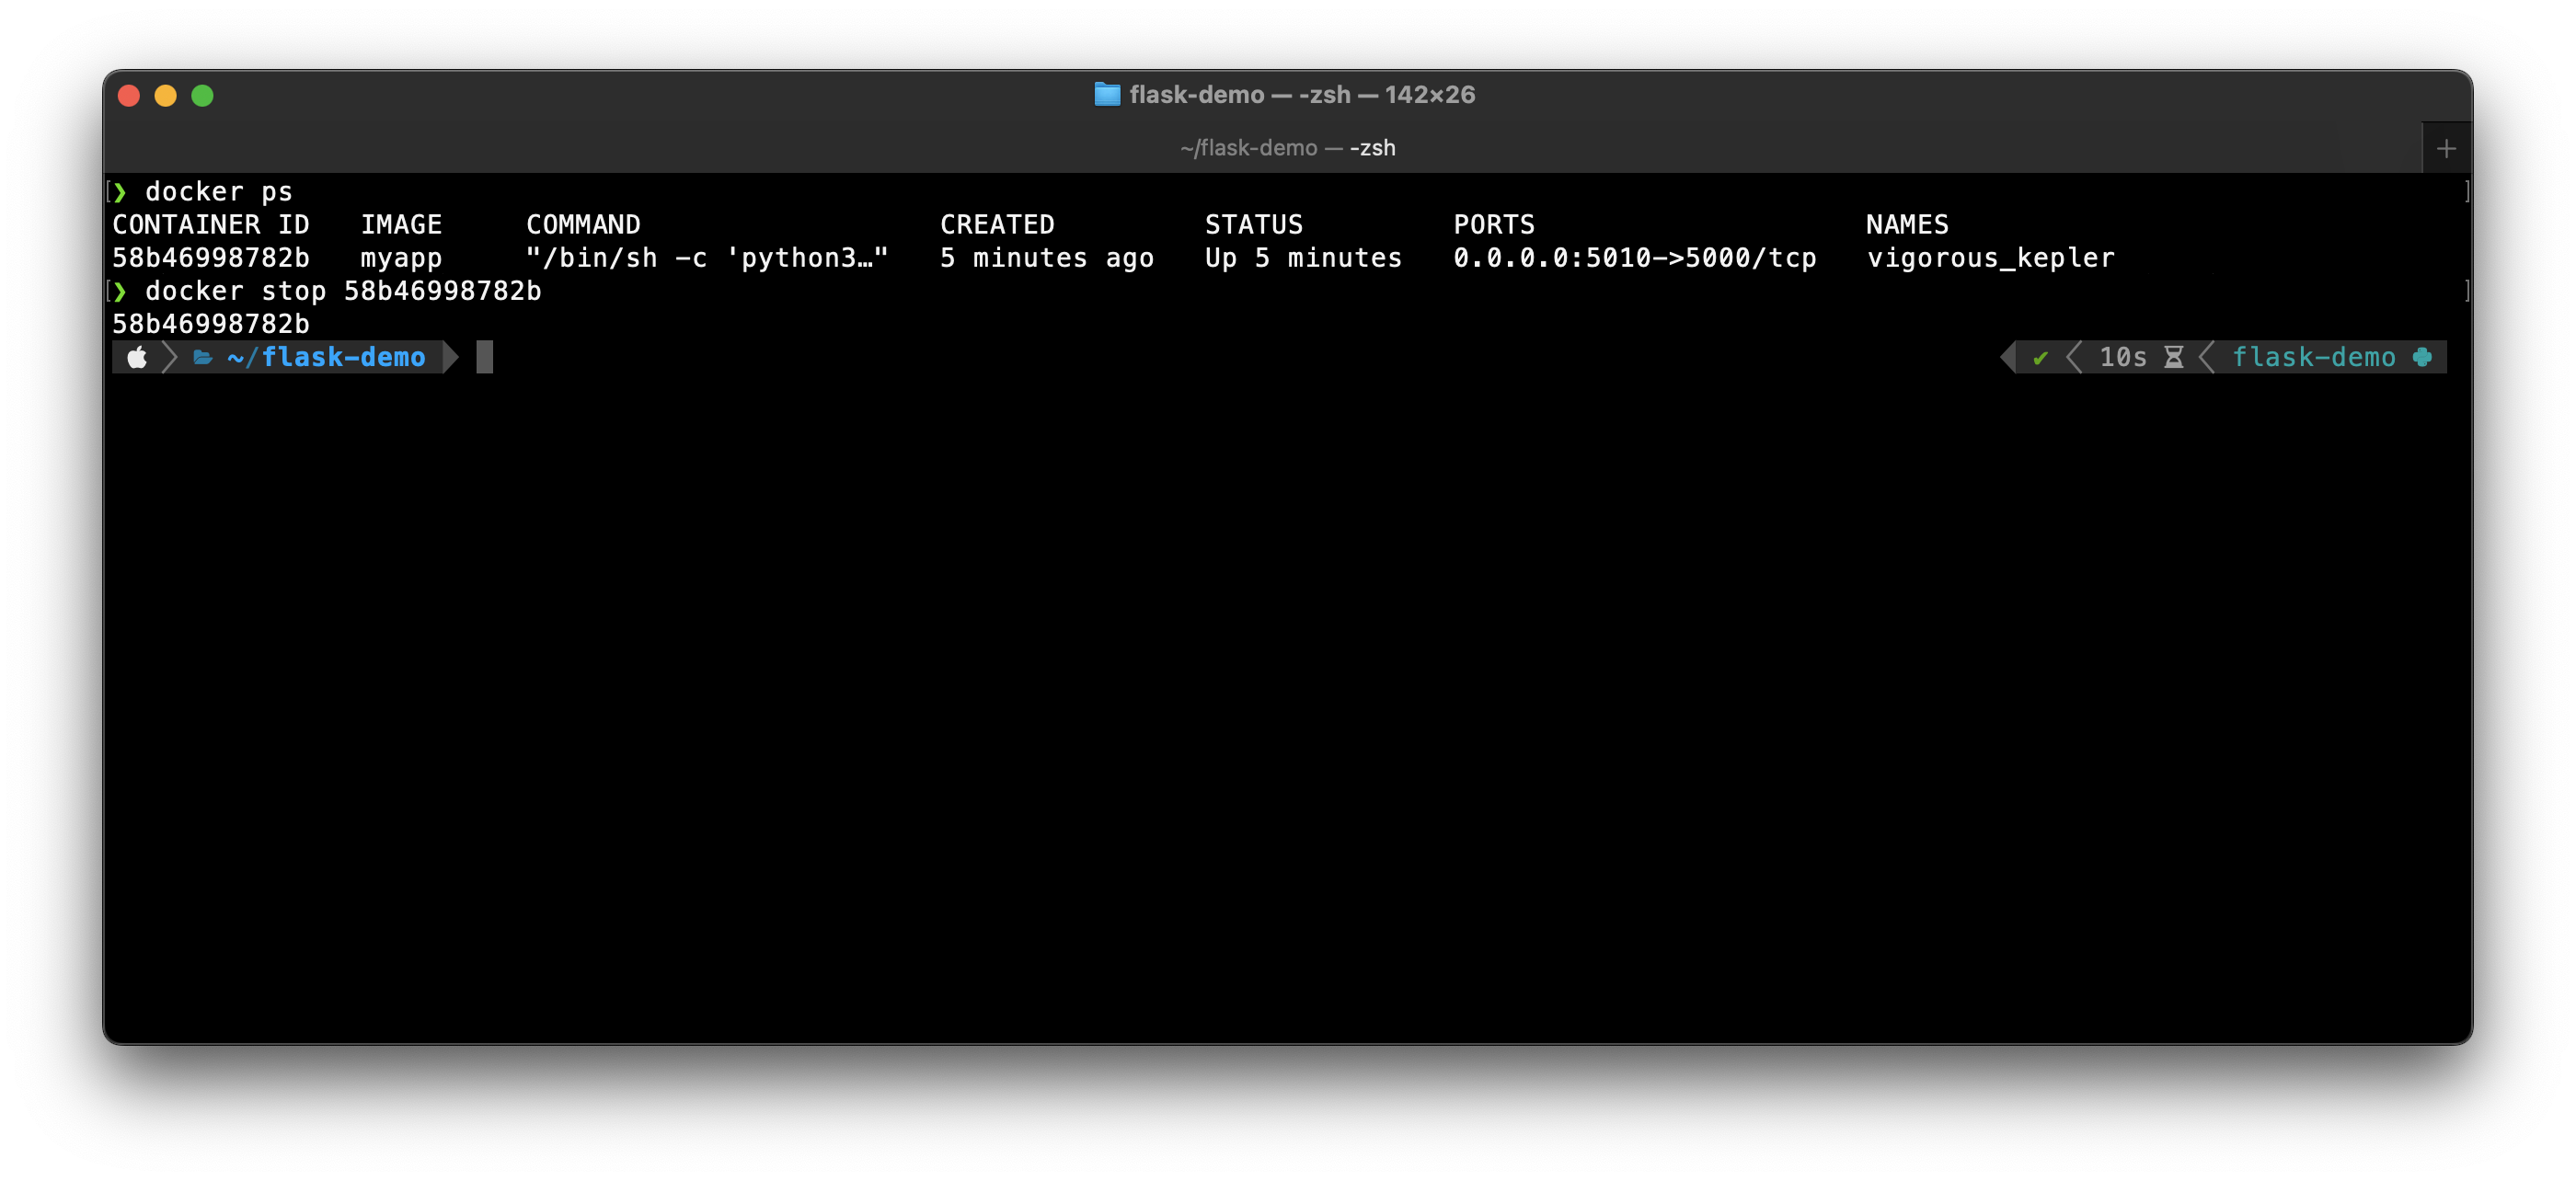 flask-demo — -zsh — 142×26
~/flask-demo — -zsh
❯ docker ps
CONTAINER ID   IMAGE     COMMAND                  CREATED         STATUS         PORTS                    NAMES
58b46998782b   myapp     "/bin/sh -c 'python3…"   5 minutes ago   Up 5 minutes   0.0.0.0:5010->5000/tcp   vigorous_kepler
❯ docker stop 58b46998782b
58b46998782b
~/flask-demo ✔ 10s flask-demo